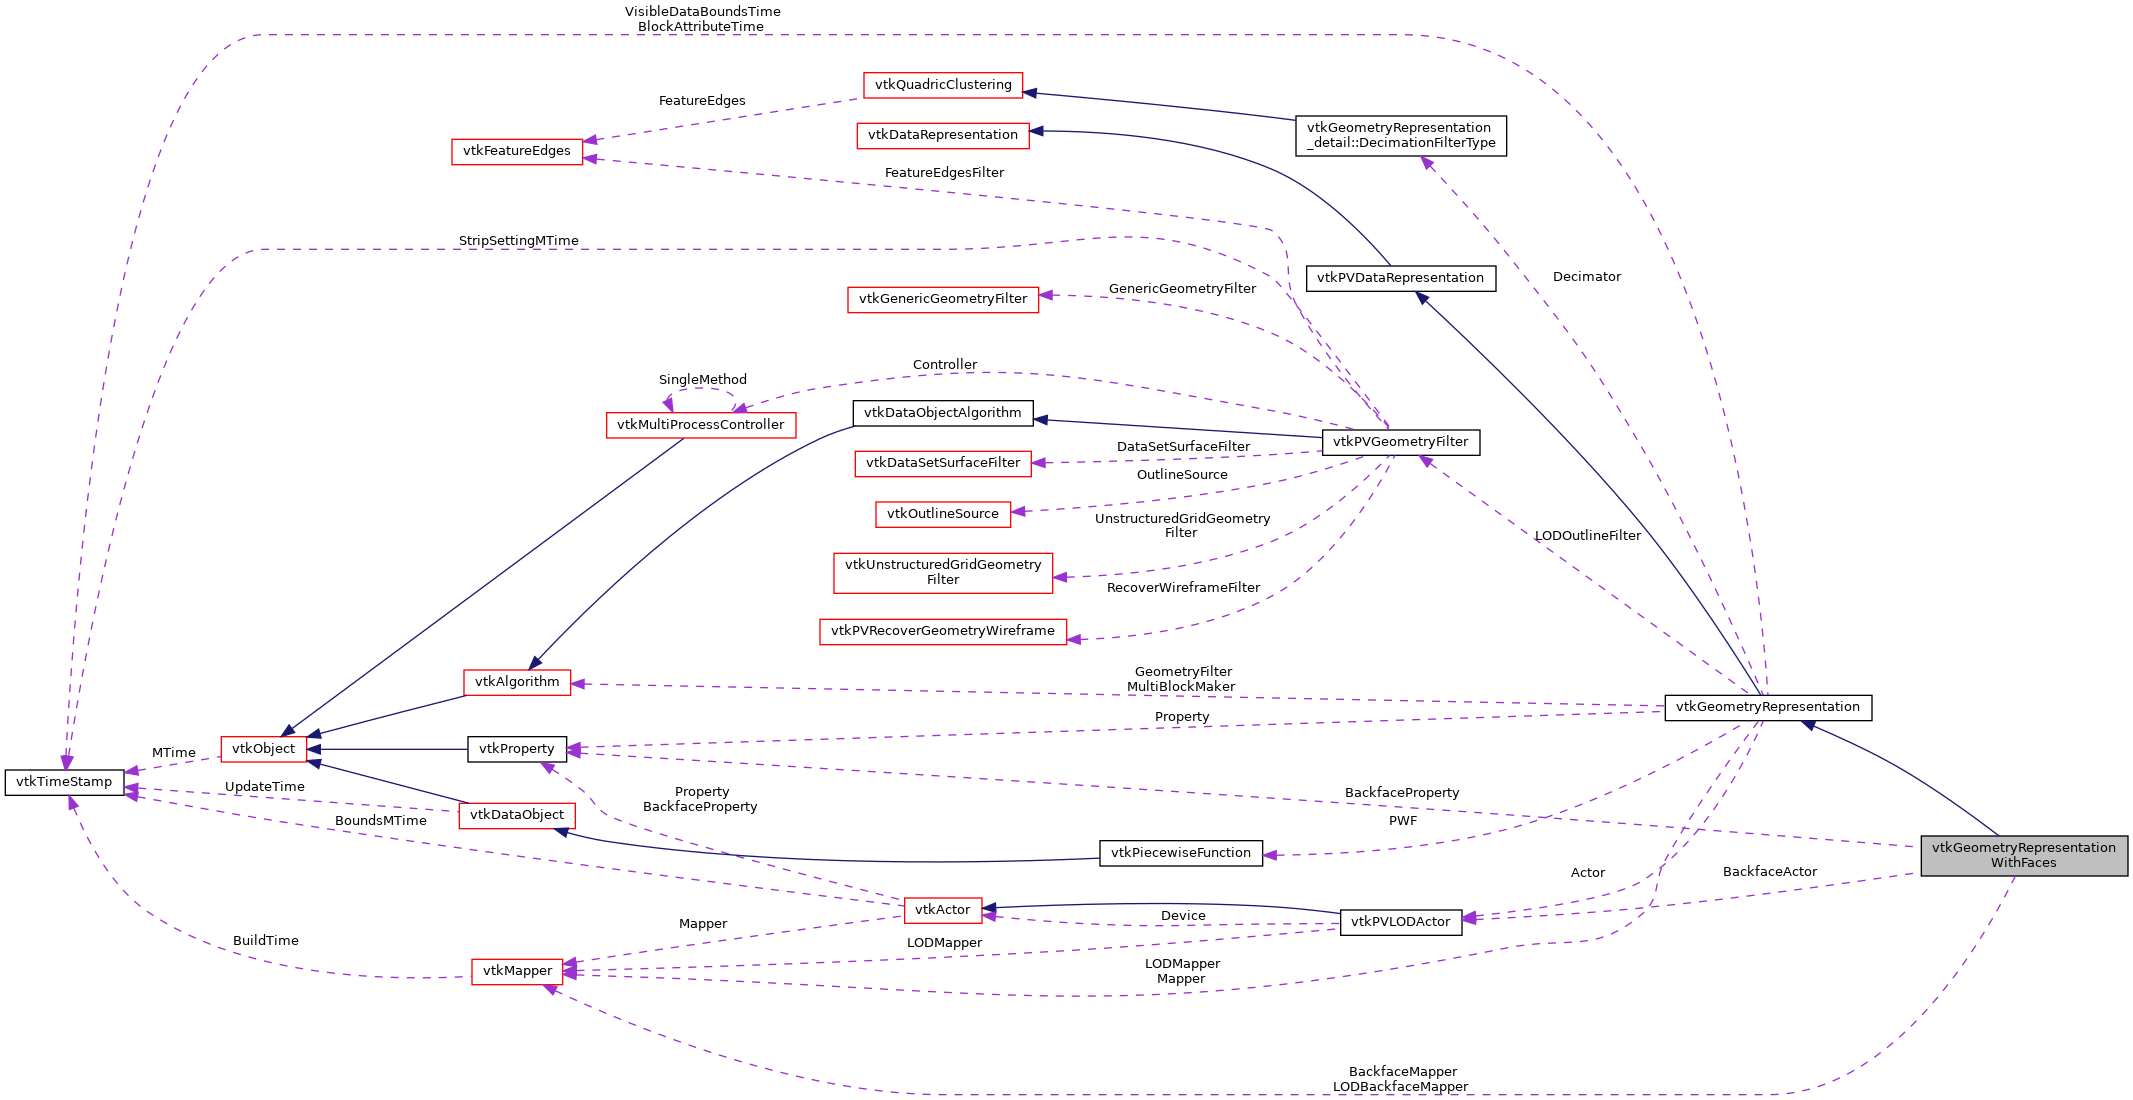 VisibleDataBoundsTime
BlockAttributeTime
vtkQuadricClustering
FeatureEdges
vtkDataRepresentation
vtkGeometryRepresentation
_detail::DecimationFilterType
vtkFeatureEdges
FeatureEdgesFilter
StripSettingMTime
vtkPVDataRepresentation
Decimator
GenericGeometryFilter
vtkGenericGeometryFilter
Controller
SingleMethod
vtkDataObjectAlgorithm
vtkMultiProcessController
vtkPVGeometryFilter
DataSetSurfaceFilter
vtkDataSetSurfaceFilter
OutlineSource
vtkOutlineSource
UnstructuredGridGeometry
Filter
LODOutlineFilter
vtkUnstructuredGridGeometry
Filter
RecoverWireframeFilter
vtkPVRecoverGeometryWireframe
GeometryFilter
MultiBlockMaker
vtkAlgorithm
vtkGeometryRepresentation
Property
vtkObject
vtkProperty
MTime
vtkTimeStamp
UpdateTime
Property
BackfaceProperty
BackfaceProperty
vtkDataObject
BoundsMTime
PWF
vtkPiecewiseFunction
vtkGeometryRepresentation
WithFaces
Actor
BackfaceActor
vtkActor
Device
vtkPVLODActor
Mapper
BuildTime
LODMapper
vtkMapper
LODMapper
Mapper
BackfaceMapper
LODBackfaceMapper